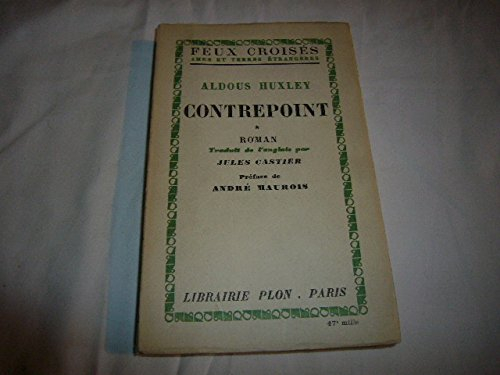 FEUX CROISÉS
AMES ET TERRES ÉTRANGÈRES
ALDOUS HUXLEY
CONTREPOINT
*
ROMAN
Traduit de l'anglais par
JULES CASTIER
Préface de
ANDRÉ MAUROIS
LIBRAIRIE PLON . PARIS
47e mille